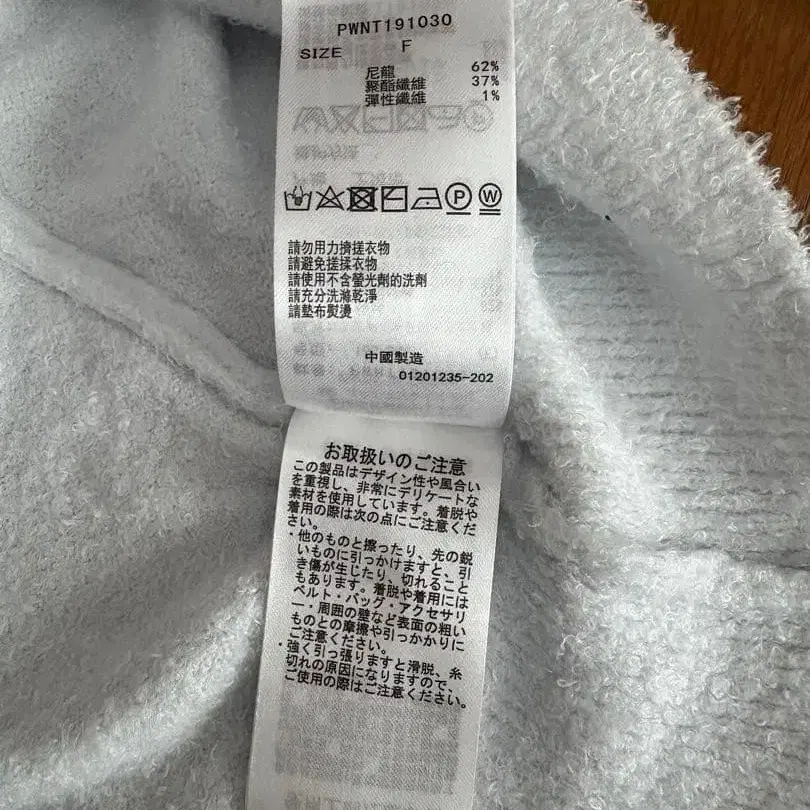 PWNT191030
SIZE F
尼龍 62%
聚酯纖維 37%
彈性纖維 1%
P W
請勿用力擠搓衣物
請避免搓揉衣物
請使用不含螢光劑的洗劑
請充分洗滌乾淨
請墊布熨燙
中國製造
01201235-202
お取扱いのご注意
この製品はデザイン性や風合い
を重視し、非常にデリケートな
素材を使用しています。着脱や
着用の際は次の点にご注意くだ
さい。
・他のものと擦ったり、先の鋭
いものに引っかけますと、引
き傷が生じたり、切れること
もあります。着脱や着用には
ベルト・バッグ・アクセサリ
ー・周囲の壁など表面の粗い
ものとの摩擦や引っかかりに
ご注意ください。
・強く引っ張りますと滑脱、糸
切れの原因になりますので、
ご使用の際はご注意ください。